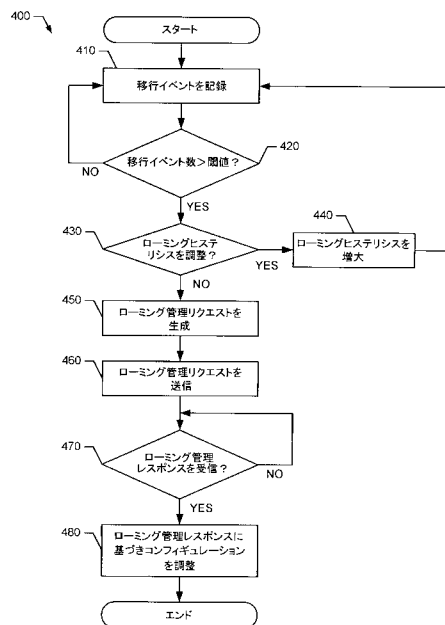 400
スタート
410
移行イベントを記録
移行イベント数>閾値?
420
NO
YES
430
ローミングヒステ
リシスを調整?
440
ローミングヒステリシスを
増大
YES
NO
450
ローミング管理リクエストを
生成
460
ローミング管理リクエストを
送信
470
ローミング管理
レスポンスを受信?
NO
YES
480
ローミング管理レスポンスに
基づきコンフィギュレーション
を調整
エンド